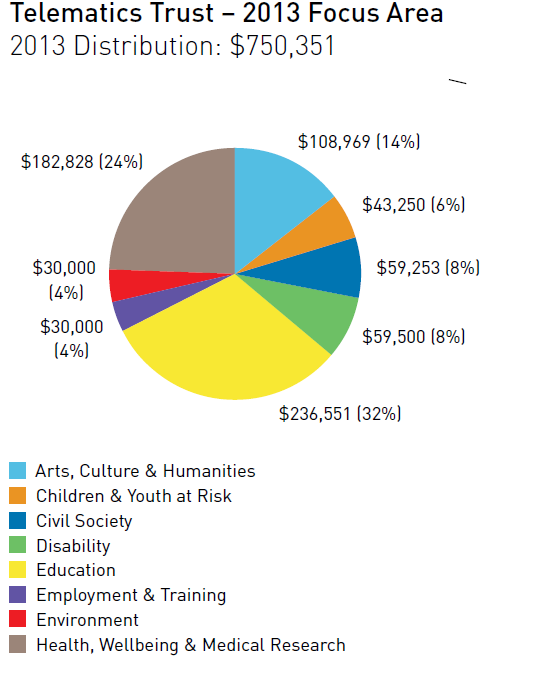 Telematics Trust – 2013 Focus Area
2013 Distribution: $750,351
$108,969 (14%)
$182,828 (24%)
$43,250 (6%)
$59,253 (8%)
$30,000
(4%)
$30,000
(4%)
$59,500 (8%)
$236,551 (32%)
Arts, Culture & Humanities
Children & Youth at Risk
Civil Society
Disability
Education
Employment & Training
Environment
Health, Wellbeing & Medical Research